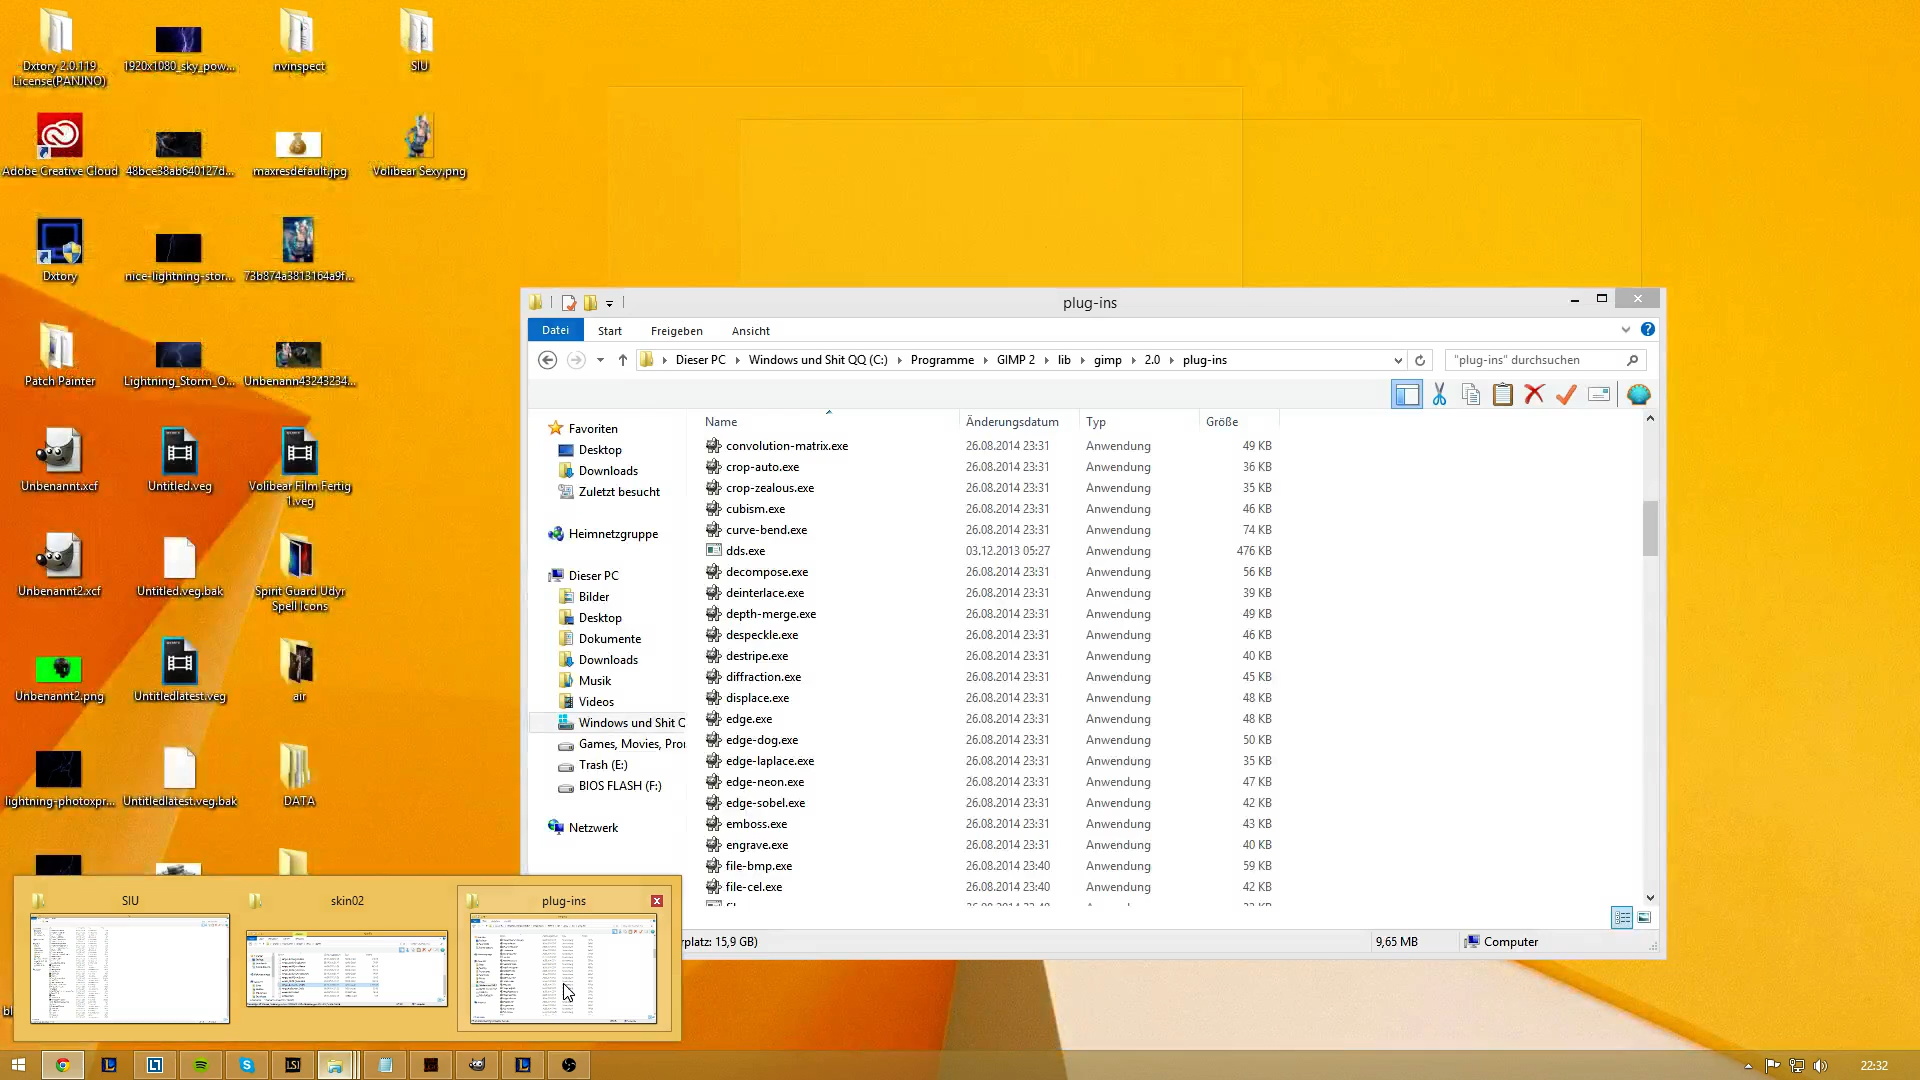 Dxtory 2.0.119
License(PANJNO)
1920x1080_sky_pow...
nvinspect
SIU
Adobe Creative Cloud
48bce38ab640127d...
maxresdefault.jpg
Volibear Sexy.png
Dxtory
nice-lightning-stor...
73b874a3813164a9f...
Patch Painter
Lightning_Storm_O...
Unbenann43243234...
Unbenannt.xcf
Untitled.veg
Volibear Film Fertig
1.veg
Unbenannt2.xcf
Untitled.veg.bak
Spirit Guard Udyr
Spell Icons
Unbenannt2.png
Untitledlatest.veg
air
lightning-photoxpr...
Untitledlatest.veg.bak
DATA
plug-ins
Datei
Start
Freigeben
Ansicht
Dieser PC
Windows und Shit QQ (C:)
Programme
GIMP 2
lib
gimp
2.0
plug-ins
"plug-ins" durchsuchen
Favoriten
Desktop
Downloads
Zuletzt besucht
Heimnetzgruppe
Dieser PC
Bilder
Desktop
Dokumente
Downloads
Musik
Videos
Windows und Shit Q
Games, Movies, Pro
Trash (E:)
BIOS FLASH (F:)
Netzwerk
Name Änderungsdatum Typ Größe
convolution-matrix.exe 26.08.2014 23:31 Anwendung 49 KB
crop-auto.exe 26.08.2014 23:31 Anwendung 36 KB
crop-zealous.exe 26.08.2014 23:31 Anwendung 35 KB
cubism.exe 26.08.2014 23:31 Anwendung 46 KB
curve-bend.exe 26.08.2014 23:31 Anwendung 74 KB
dds.exe 03.12.2013 05:27 Anwendung 476 KB
decompose.exe 26.08.2014 23:31 Anwendung 56 KB
deinterlace.exe 26.08.2014 23:31 Anwendung 39 KB
depth-merge.exe 26.08.2014 23:31 Anwendung 49 KB
despeckle.exe 26.08.2014 23:31 Anwendung 46 KB
destripe.exe 26.08.2014 23:31 Anwendung 40 KB
diffraction.exe 26.08.2014 23:31 Anwendung 45 KB
displace.exe 26.08.2014 23:31 Anwendung 48 KB
edge.exe 26.08.2014 23:31 Anwendung 48 KB
edge-dog.exe 26.08.2014 23:31 Anwendung 50 KB
edge-laplace.exe 26.08.2014 23:31 Anwendung 35 KB
edge-neon.exe 26.08.2014 23:31 Anwendung 47 KB
edge-sobel.exe 26.08.2014 23:31 Anwendung 42 KB
emboss.exe 26.08.2014 23:31 Anwendung 43 KB
engrave.exe 26.08.2014 23:31 Anwendung 40 KB
file-bmp.exe 26.08.2014 23:40 Anwendung 59 KB
file-cel.exe 26.08.2014 23:40 Anwendung 42 KB
rplatz: 15,9 GB)
9,65 MB
Computer
SIU
skin02
plug-ins
bl
LSI
22:32